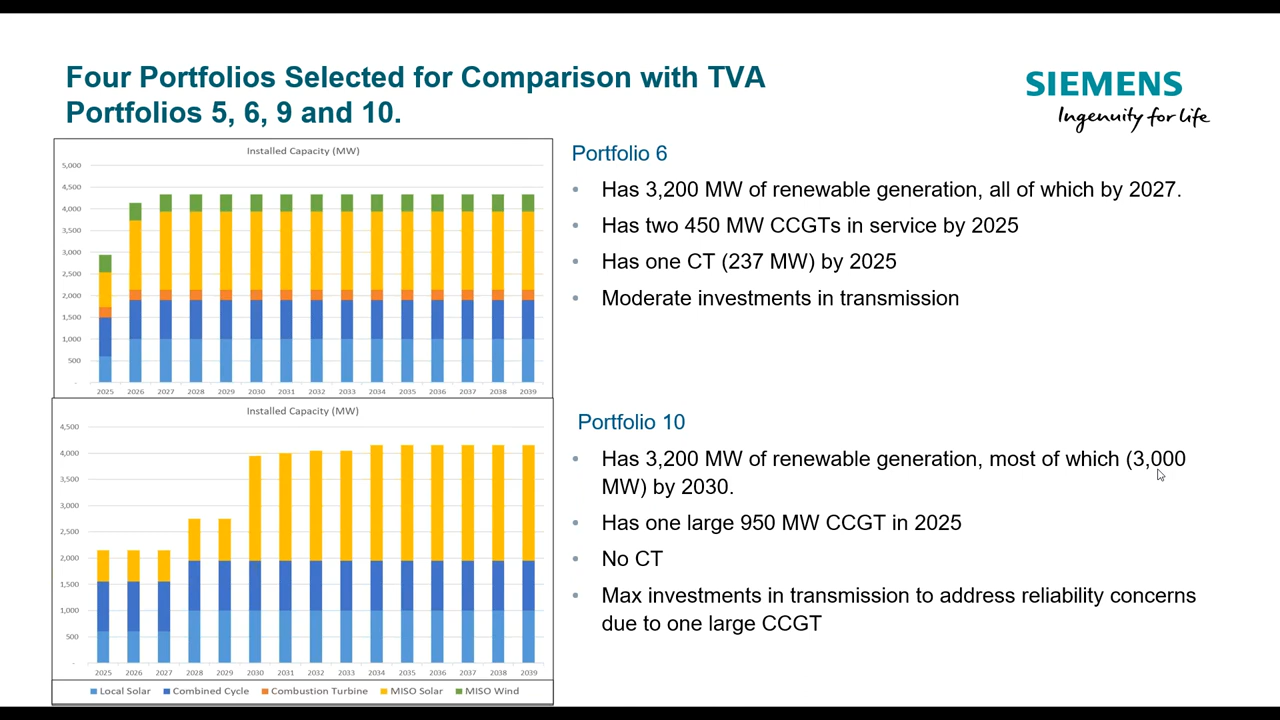 Four Portfolios Selected for Comparison with TVA
Portfolios 5, 6, 9 and 10.
SIEMENS
Ingenuity for life
Installed Capacity (MW)
5,000
4,500
4,000
3,500
3,000
2,500
2,000
1,500
1,000
500
-
2025 2026 2027 2028 2029 2030 2031 2032 2033 2034 2035 2036 2037 2038 2039
Portfolio 6
• Has 3,200 MW of renewable generation, all of which by 2027.
• Has two 450 MW CCGTs in service by 2025
• Has one CT (237 MW) by 2025
• Moderate investments in transmission
Installed Capacity (MW)
4,500
4,000
3,500
3,000
2,500
2,000
1,500
1,000
500
-
2025 2026 2027 2028 2029 2030 2031 2032 2033 2034 2035 2036 2037 2038 2039
Local Solar Combined Cycle Combustion Turbine MISO Solar MISO Wind
Portfolio 10
• Has 3,200 MW of renewable generation, most of which (3,000
MW) by 2030.
• Has one large 950 MW CCGT in 2025
• No CT
• Max investments in transmission to address reliability concerns
due to one large CCGT